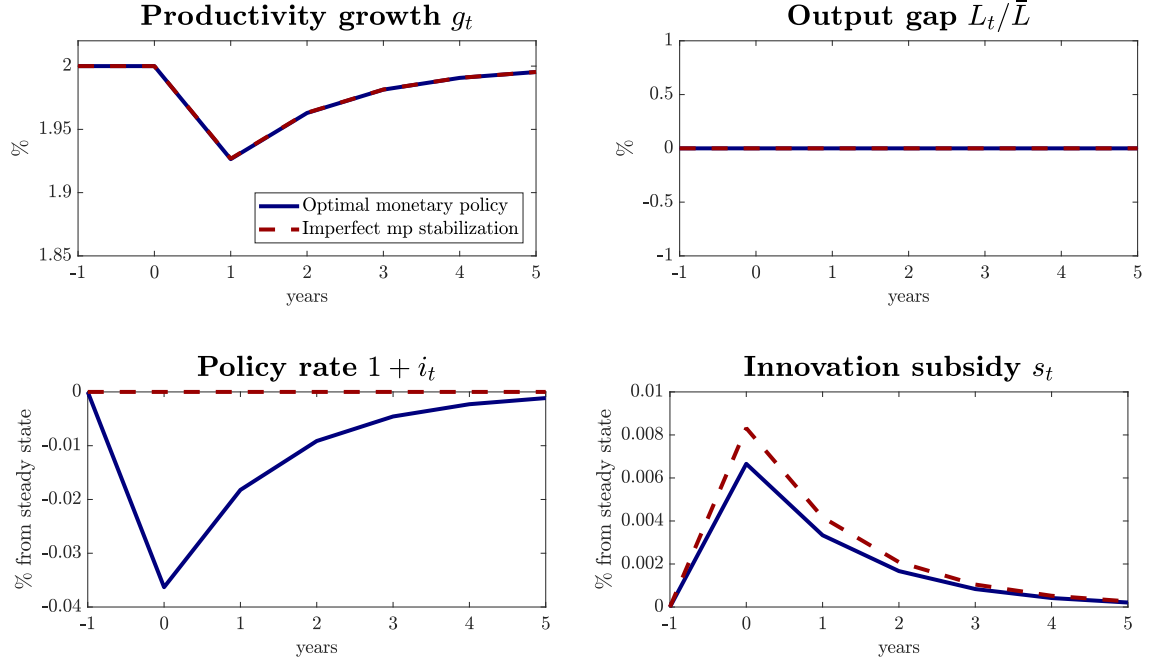 Productivity growth g_t
2
1.95
1.9
1.85
%
-1 0 1 2 3 4 5
years
Optimal monetary policy
Imperfect mp stabilization
Output gap L_t/L̄
1
0.5
0
-0.5
-1
%
-1 0 1 2 3 4 5
years
Policy rate 1 + i_t
0
-0.01
-0.02
-0.03
-0.04
% from steady state
-1 0 1 2 3 4 5
years
Innovation subsidy s_t
0.01
0.008
0.006
0.004
0.002
0
% from steady state
-1 0 1 2 3 4 5
years